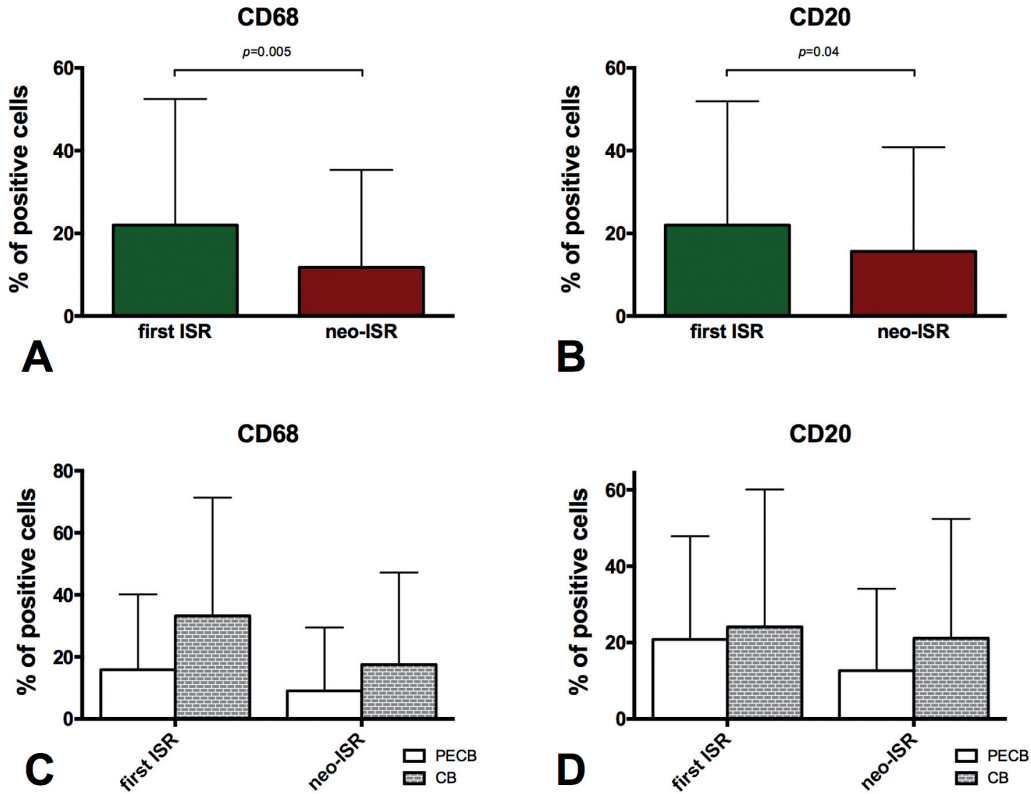 CD68
p=0.005
% of positive cells
60
40
20
0
first ISR
neo-ISR
A
CD20
p=0.04
% of positive cells
60
40
20
0
first ISR
neo-ISR
B
CD68
% of positive cells
80
60
40
20
0
first ISR
neo-ISR
PECB
CB
C
CD20
% of positive cells
60
40
20
0
first ISR
neo-ISR
PECB
CB
D